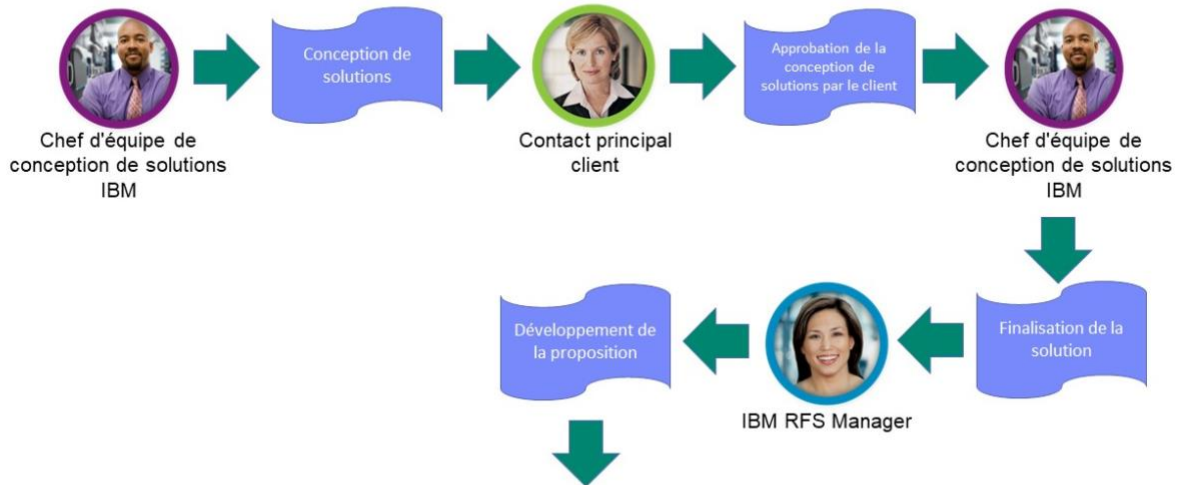 Conception de
solutions
Approbation de la
conception de
solutions par le client
Chef d'équipe de
conception de solutions
IBM
Contact principal
client
Chef d'équipe de
conception de solutions
IBM
Développement de
la proposition
Finalisation de la
solution
IBM RFS Manager